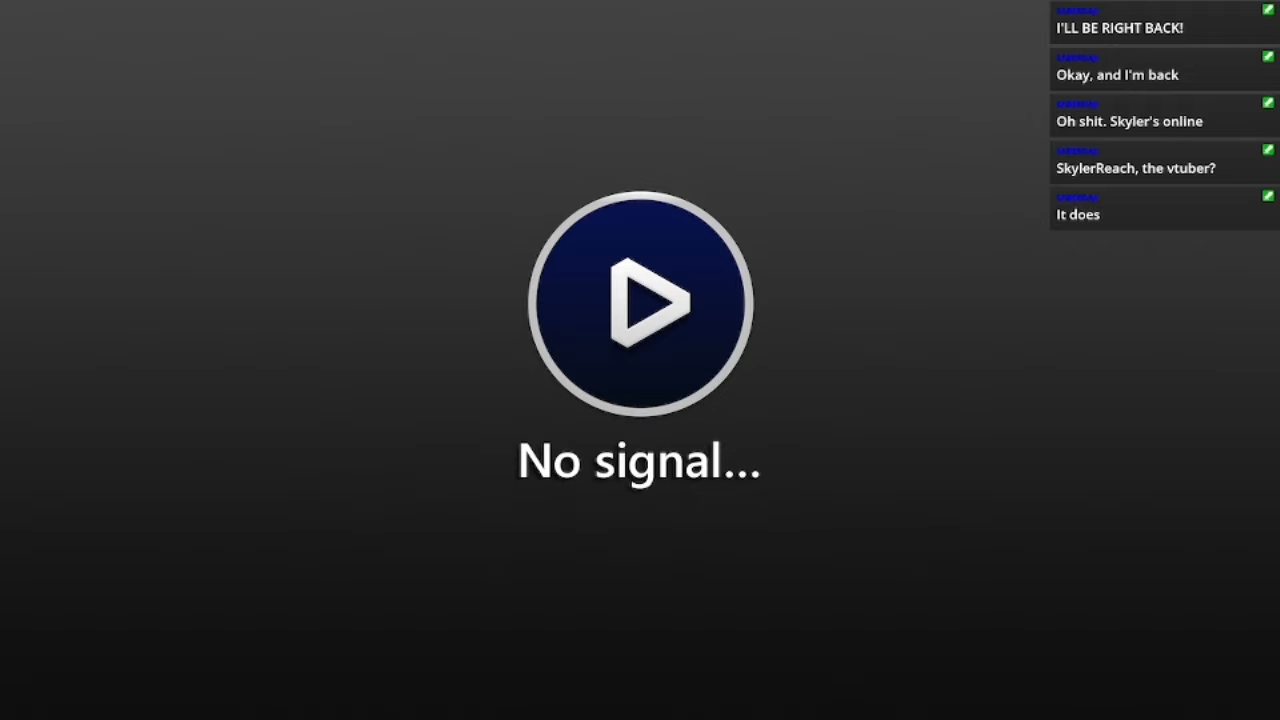 I'LL BE RIGHT BACK!
Okay, and I'm back
Oh shit. Skyler's online
SkylerReach, the vtuber?
It does
No signal...